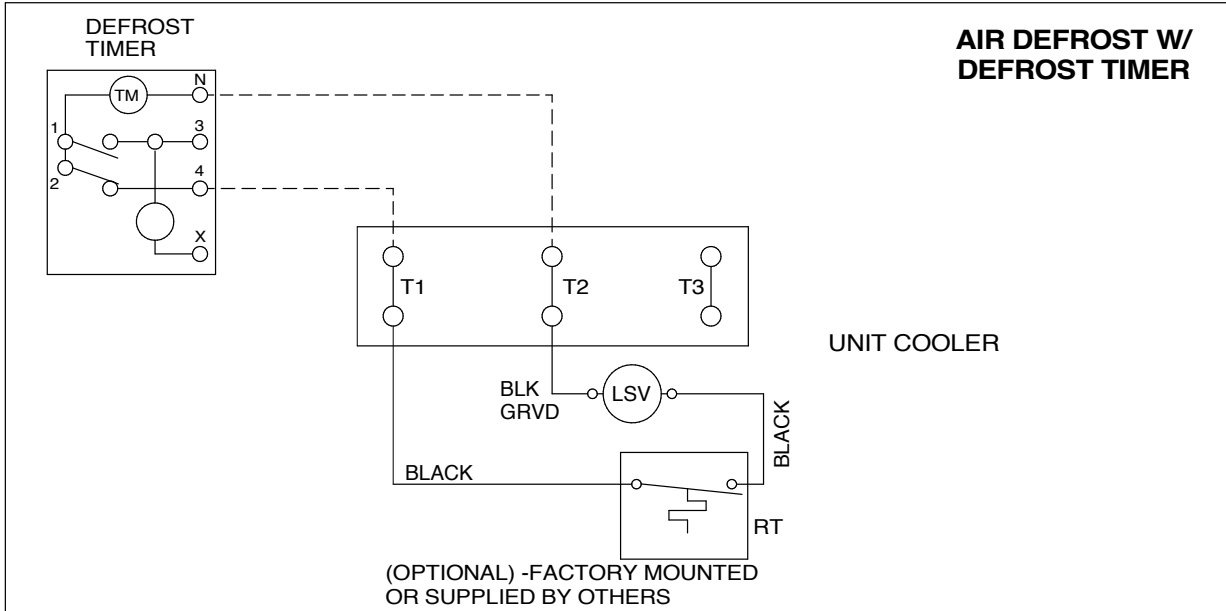 DEFROST
TIMER
AIR DEFROST W/
DEFROST TIMER
TM
N
1
3
2
4
X
T1
T2
T3
UNIT COOLER
BLK
GRVD
LSV
BLACK
BLACK
RT
(OPTIONAL) -FACTORY MOUNTED
OR SUPPLIED BY OTHERS